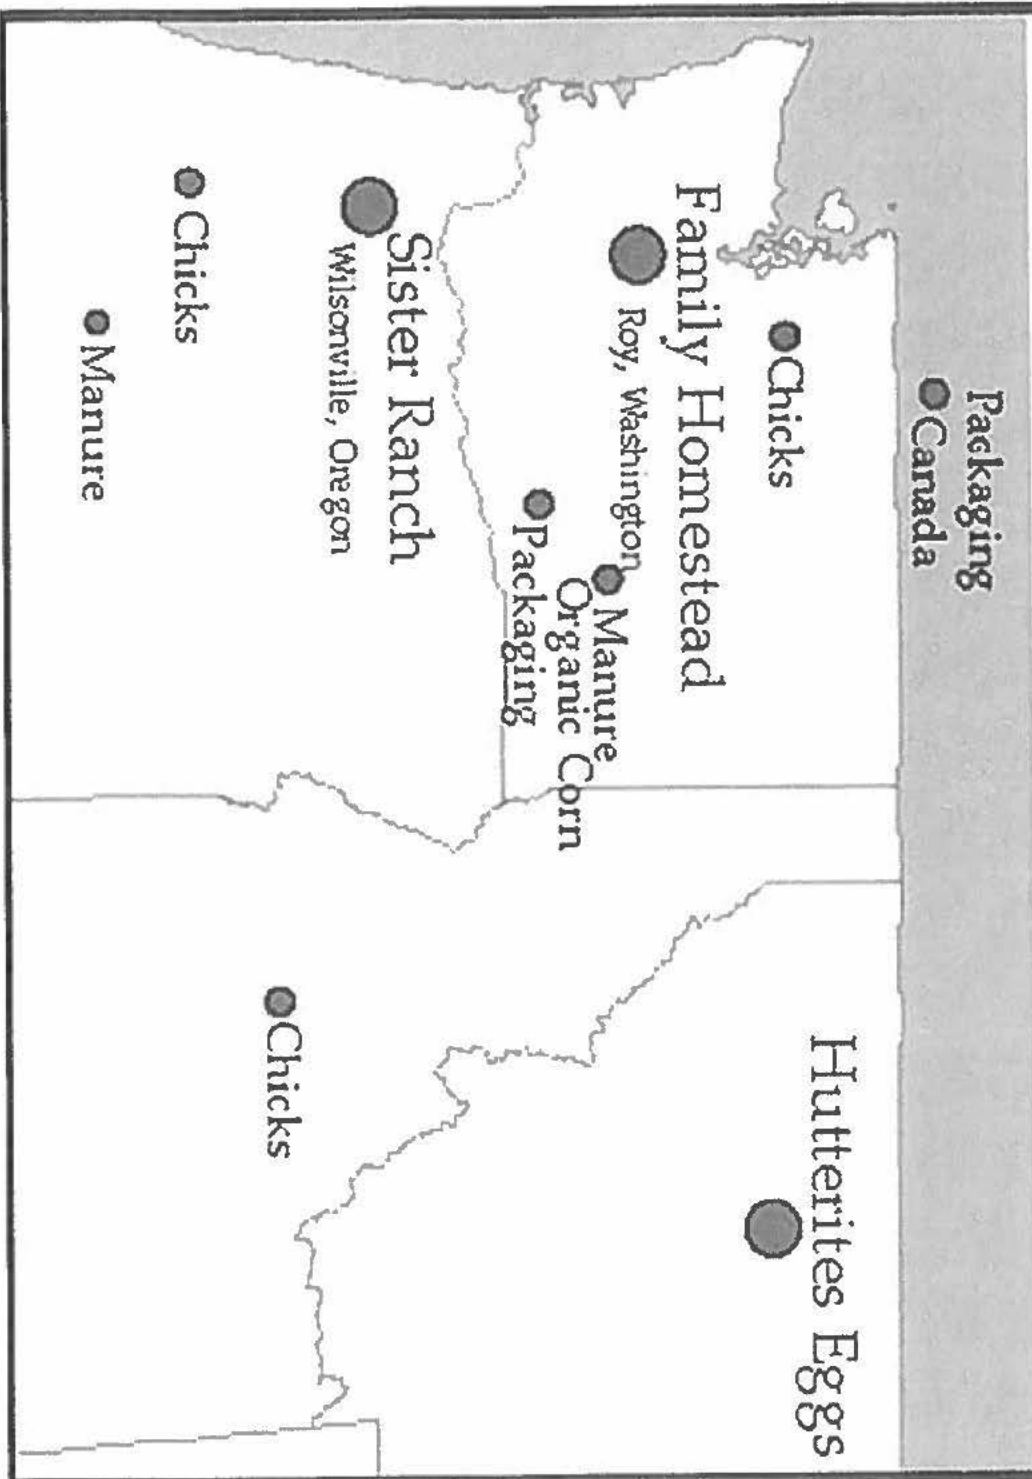 Packaging
Canada
Hutterites Eggs
Chicks
Family Homestead
Roy, Washington
Manure
Organic Corn
Packaging
Sister Ranch
Wilsonville, Oregon
Chicks
Chicks
Manure